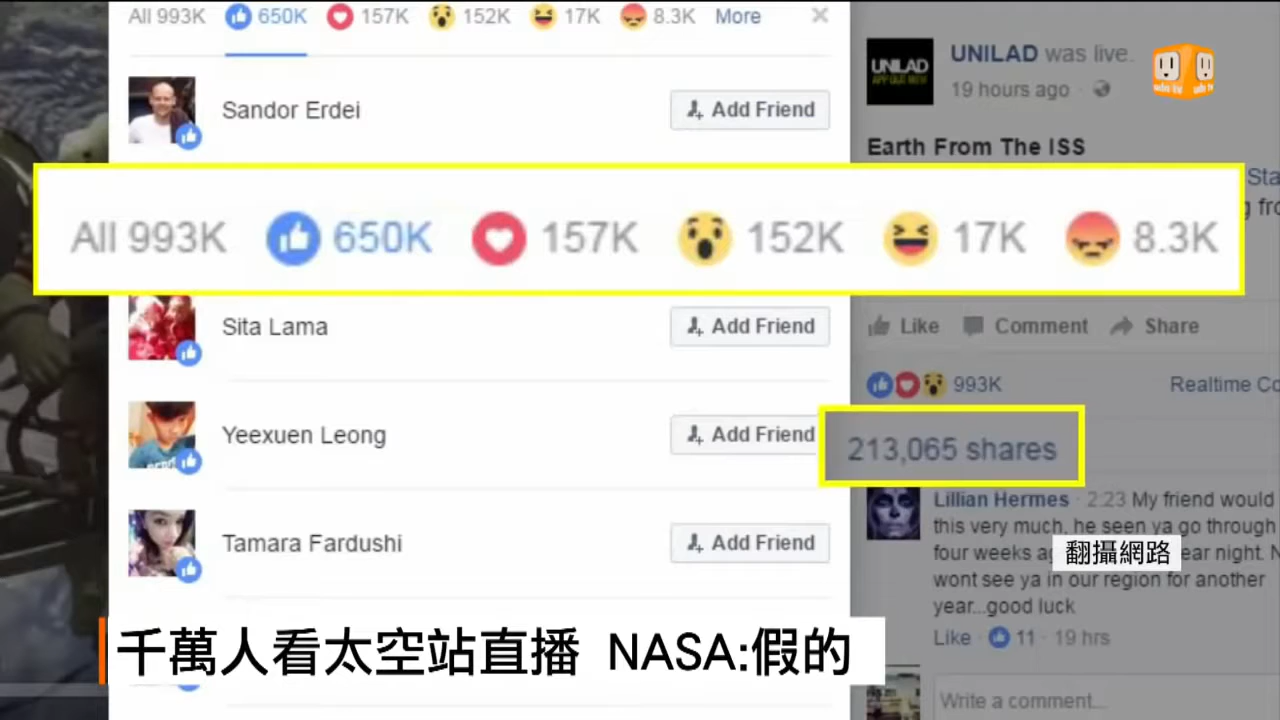 All 993K 650K 157K 152K 17K 8.3K More
Sandor Erdei
Add Friend
All 993K 650K 157K 152K 17K 8.3K
Sita Lama
Add Friend
Yeexuen Leong
Add Friend
Tamara Fardushi
Add Friend
UNILAD
UNILAD was live.
19 hours ago
Earth From The ISS
Like Comment Share
993K
Realtime
213,065 shares
Lillian Hermes · 2:23 My friend would
this very much, he seen ya go through
four weeks
night.
wont see ya in our region for another
year...good luck
Like · 11 · 19 hrs
Write a comment...
翻攝網路
千萬人看太空站直播 NASA:假的